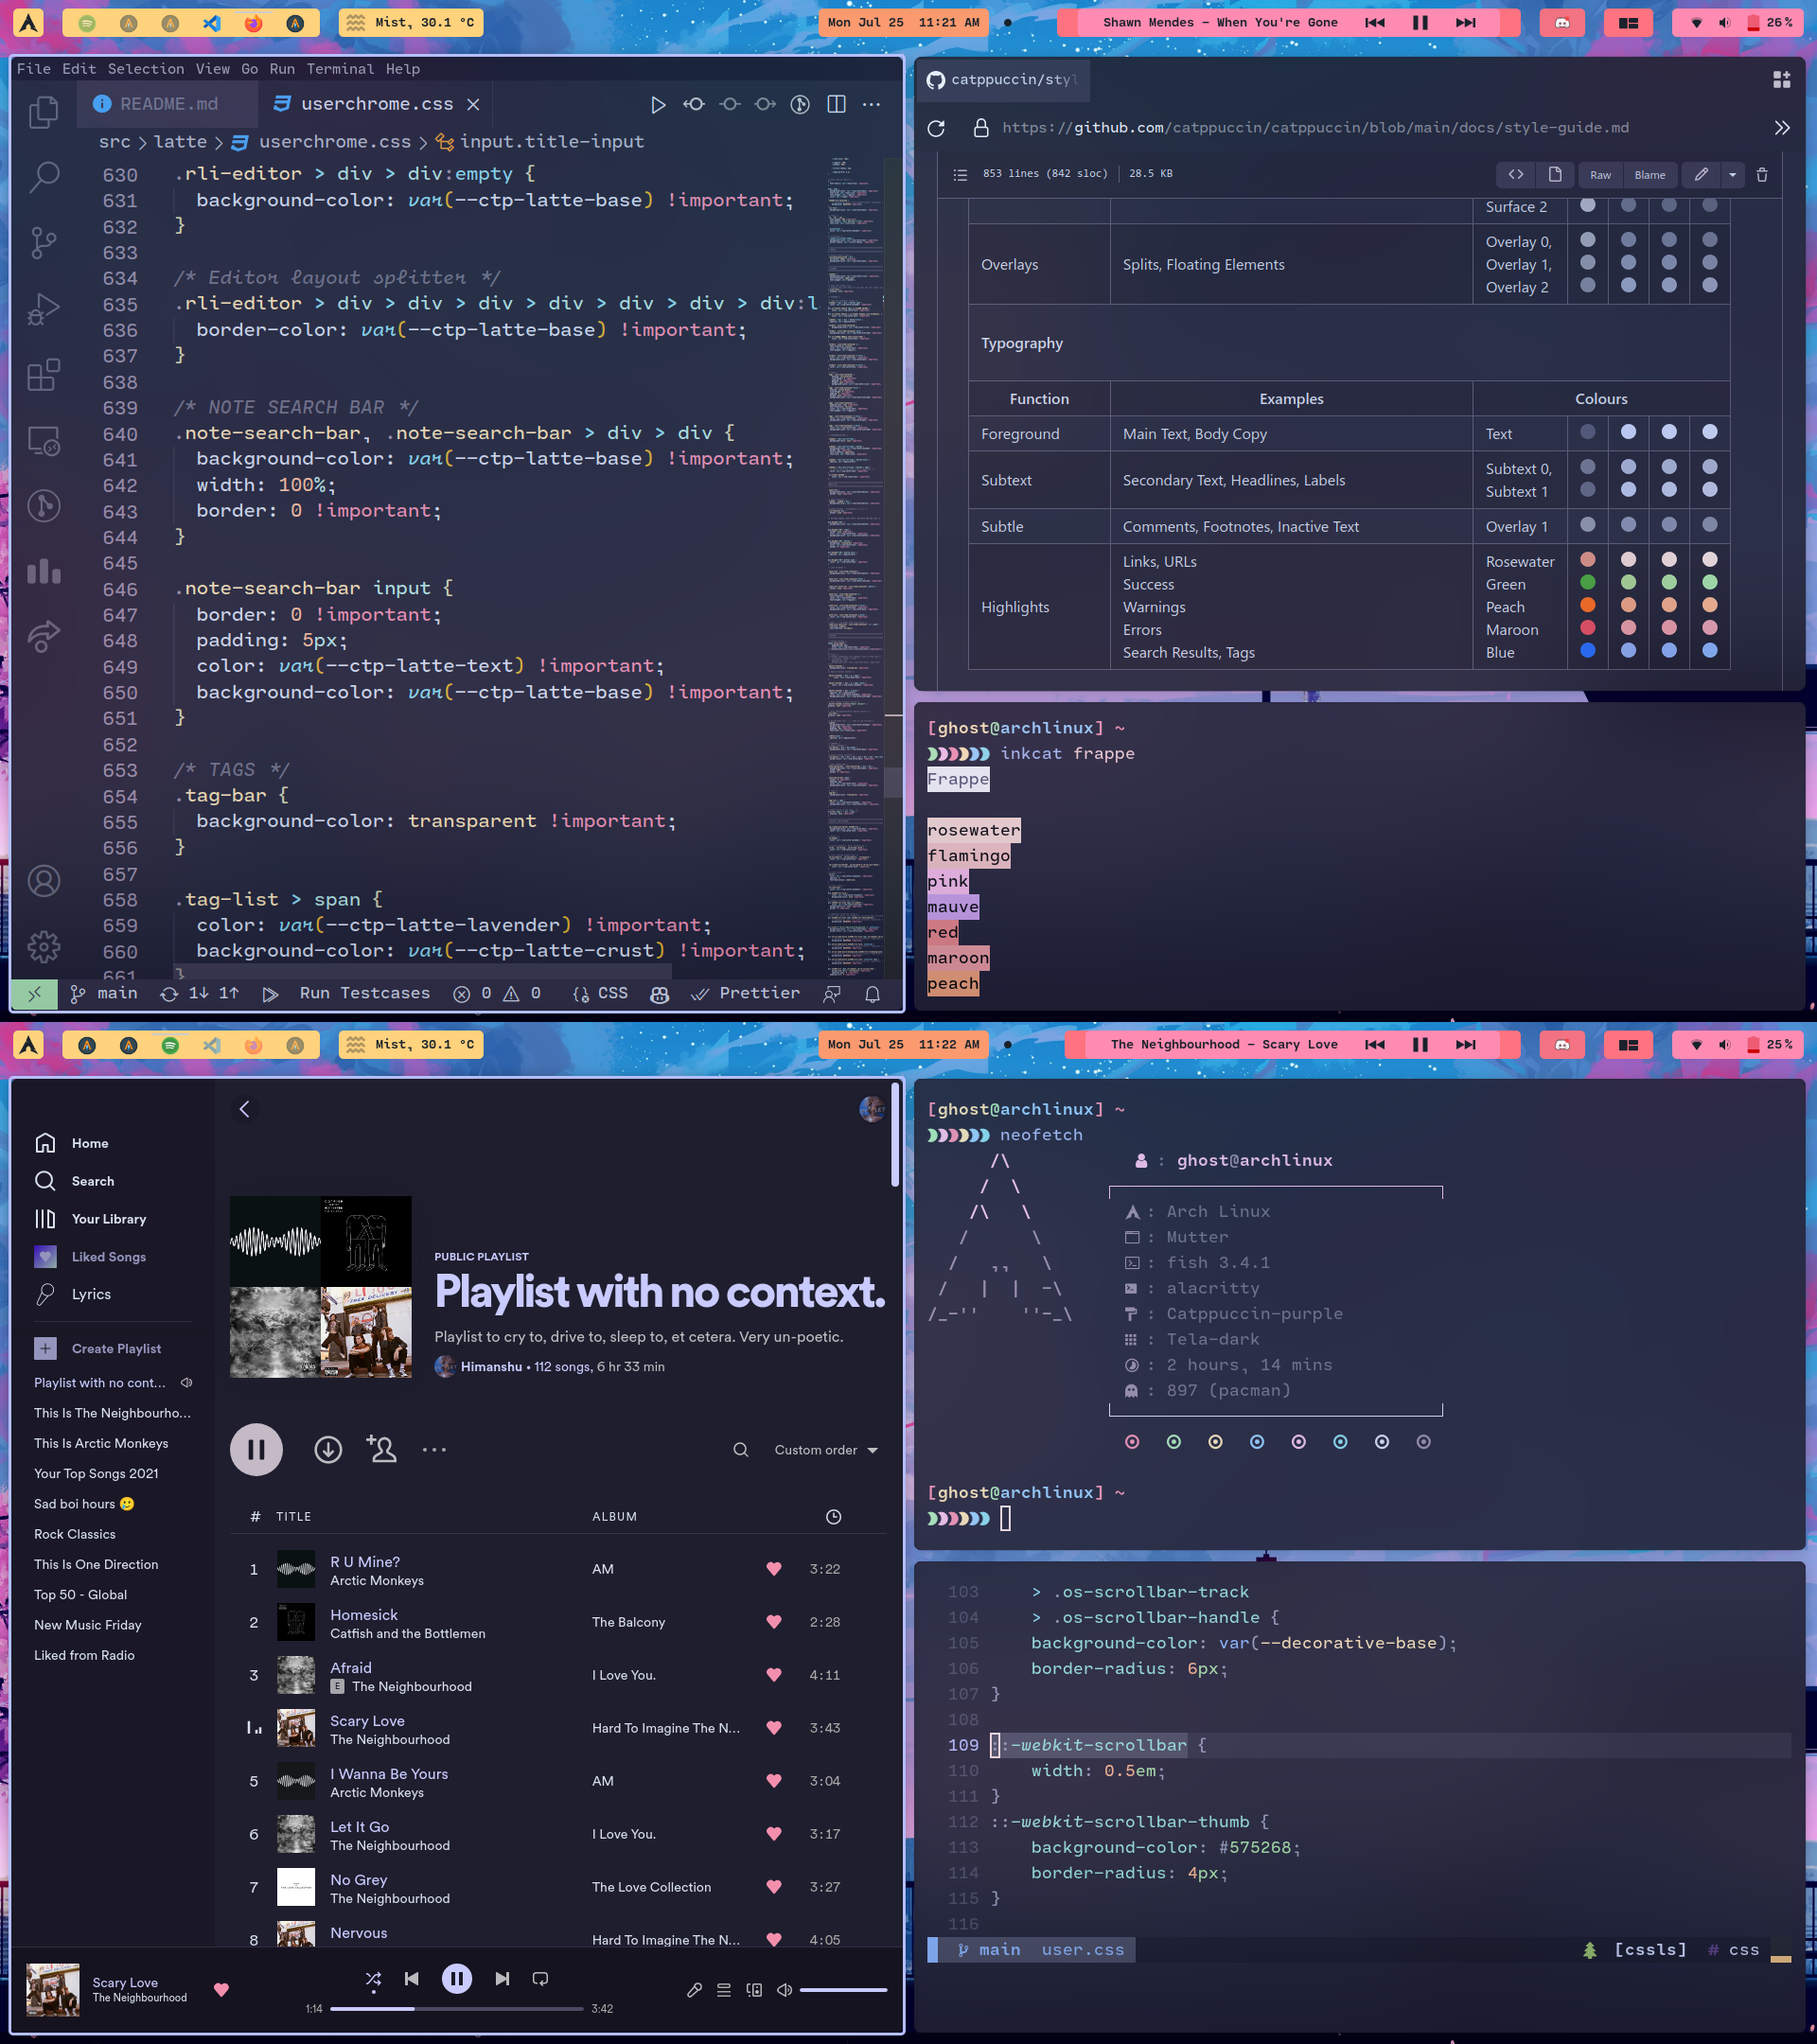 Mist, 30.1 °C
Mon Jul 25 11:21 AM
Shawn Mendes - When You're Gone
26%
File Edit Selection View Go Run Terminal Help
README.md
userchrome.css
src > latte > userchrome.css > input.title-input
630 .rli-editor > div > div:empty {
631 background-color: var(--ctp-latte-base) !important;
632 }
633
634 /* Editor layout splitter */
635 .rli-editor > div > div > div > div > div > div > div:l
636 border-color: var(--ctp-latte-base) !important;
637 }
638
639 /* NOTE SEARCH BAR */
640 .note-search-bar, .note-search-bar > div > div {
641 background-color: var(--ctp-latte-base) !important;
642 width: 100%;
643 border: 0 !important;
644 }
645
646 .note-search-bar input {
647 border: 0 !important;
648 padding: 5px;
649 color: var(--ctp-latte-text) !important;
650 background-color: var(--ctp-latte-base) !important;
651 }
652
653 /* TAGS */
654 .tag-bar {
655 background-color: transparent !important;
656 }
657
658 .tag-list > span {
659 color: var(--ctp-latte-lavender) !important;
660 background-color: var(--ctp-latte-crust) !important;
661 }
main 1↓ 1↑ Run Testcases 0 0 CSS Prettier
catppuccin/styl
https://github.com/catppuccin/catppuccin/blob/main/docs/style-guide.md
853 lines (842 sloc) 28.5 KB
Raw Blame
Surface 2
Overlays Splits, Floating Elements
Overlay 0,
Overlay 1,
Overlay 2
Typography
Function Examples Colours
Foreground Main Text, Body Copy Text
Subtext Secondary Text, Headlines, Labels
Subtext 0,
Subtext 1
Subtle Comments, Footnotes, Inactive Text Overlay 1
Highlights
Links, URLs Rosewater
Success Green
Warnings Peach
Errors Maroon
Search Results, Tags Blue
[ghost@archlinux] ~
inkcat frappe
Frappe
rosewater
flamingo
pink
mauve
red
maroon
peach
Mist, 30.1 °C
Mon Jul 25 11:22 AM
The Neighbourhood - Scary Love
25%
Home
Search
Your Library
Liked Songs
Lyrics
Create Playlist
Playlist with no cont...
This Is The Neighbourho...
This Is Arctic Monkeys
Your Top Songs 2021
Sad boi hours 🥲
Rock Classics
This Is One Direction
Top 50 - Global
New Music Friday
Liked from Radio
PUBLIC PLAYLIST
Playlist with no context.
Playlist to cry to, drive to, sleep to, et cetera. Very un-poetic.
Himanshu • 112 songs, 6 hr 33 min
Custom order
# TITLE ALBUM
1 R U Mine? AM 3:22
Arctic Monkeys
2 Homesick The Balcony 2:28
Catfish and the Bottlemen
3 Afraid I Love You. 4:11
E The Neighbourhood
Scary Love Hard To Imagine The N... 3:43
The Neighbourhood
5 I Wanna Be Yours AM 3:04
Arctic Monkeys
6 Let It Go I Love You. 3:17
The Neighbourhood
7 No Grey The Love Collection 3:27
The Neighbourhood
8 Nervous Hard To Imagine The N... 4:05
Scary Love
The Neighbourhood
1:14 3:42
[ghost@archlinux] ~
neofetch
: ghost@archlinux
: Arch Linux
: Mutter
: fish 3.4.1
: alacritty
: Catppuccin-purple
: Tela-dark
: 2 hours, 14 mins
: 897 (pacman)
[ghost@archlinux] ~
103 > .os-scrollbar-track
104 > .os-scrollbar-handle {
105 background-color: var(--decorative-base);
106 border-radius: 6px;
107 }
108
109 ::-webkit-scrollbar {
110 width: 0.5em;
111 }
112 ::-webkit-scrollbar-thumb {
113 background-color: #575268;
114 border-radius: 4px;
115 }
116
main user.css [cssls] # css